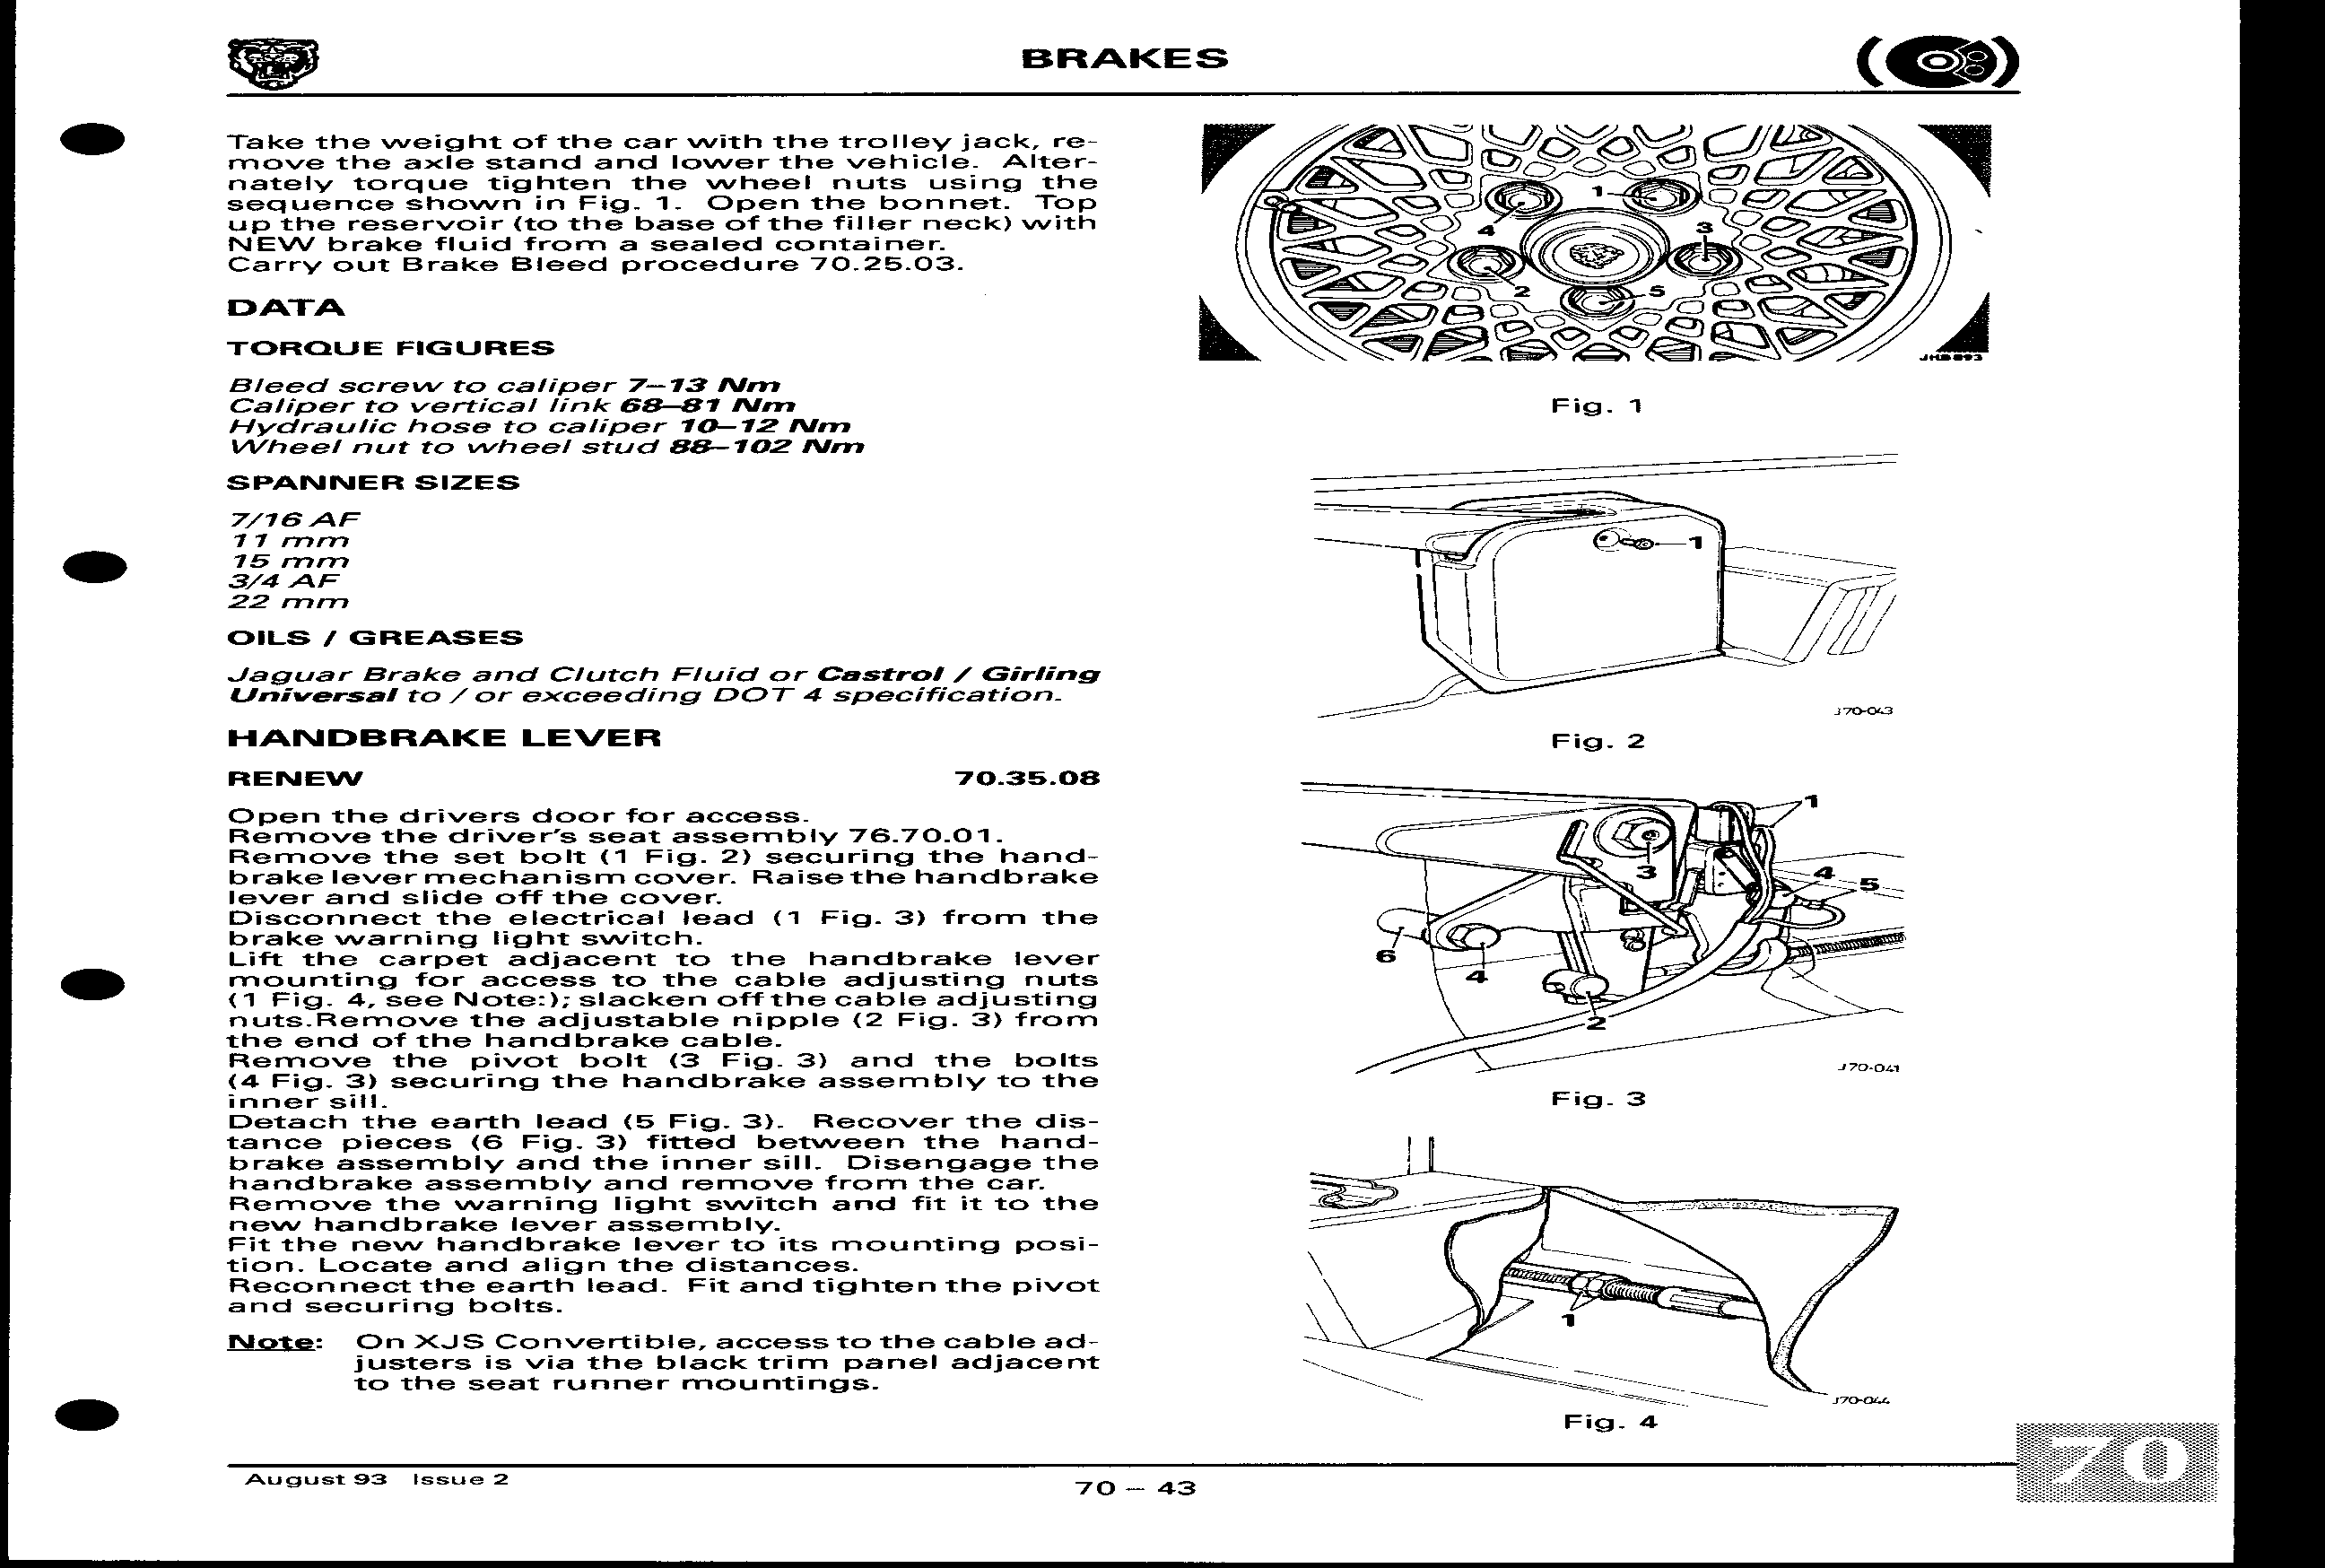 BRAKES
Take the weight of the car with the trolley jack, re-
move the axle stand and lower the vehicle. Alter-
nately torque tighten the wheel nuts using the
sequence shown in Fig. 1. Open the bonnet. Top
up the reservoir (to the base of the filler neck) with
NEW brake fluid from a sealed container.
Carry out Brake Bleed procedure 70.25.03.
DATA
TORQUE FIGURES
Bleed screw to caliper 7–13 Nm
Caliper to vertical link 68–81 Nm
Hydraulic hose to caliper 10–12 Nm
Wheel nut to wheel stud 88–102 Nm
SPANNER SIZES
7/16 AF
11 mm
15 mm
3/4 AF
22 mm
OILS / GREASES
Jaguar Brake and Clutch Fluid or Castrol / Girling
Universal to / or exceeding DOT 4 specification.
HANDBRAKE LEVER
RENEW 70.35.08
Open the drivers door for access.
Remove the driver's seat assembly 76.70.01.
Remove the set bolt (1 Fig. 2) securing the hand-
brake lever mechanism cover. Raise the handbrake
lever and slide off the cover.
Disconnect the electrical lead (1 Fig. 3) from the
brake warning light switch.
Lift the carpet adjacent to the handbrake lever
mounting for access to the cable adjusting nuts
(1 Fig. 4, see Note:); slacken off the cable adjusting
nuts.Remove the adjustable nipple (2 Fig. 3) from
the end of the handbrake cable.
Remove the pivot bolt (3 Fig. 3) and the bolts
(4 Fig. 3) securing the handbrake assembly to the
inner sill.
Detach the earth lead (5 Fig. 3). Recover the dis-
tance pieces (6 Fig. 3) fitted between the hand-
brake assembly and the inner sill. Disengage the
handbrake assembly and remove from the car.
Remove the warning light switch and fit it to the
new handbrake lever assembly.
Fit the new handbrake lever to its mounting posi-
tion. Locate and align the distances.
Reconnect the earth lead. Fit and tighten the pivot
and securing bolts.
Note: On XJS Convertible, access to the cable ad-
justers is via the black trim panel adjacent
to the seat runner mountings.
1
4
3
2
5
JHB 893
Fig. 1
1
J70-043
Fig. 2
1
3
4
5
6
4
2
J70-041
Fig. 3
1
J70-044
Fig. 4
August 93 Issue 2
70 – 43
70